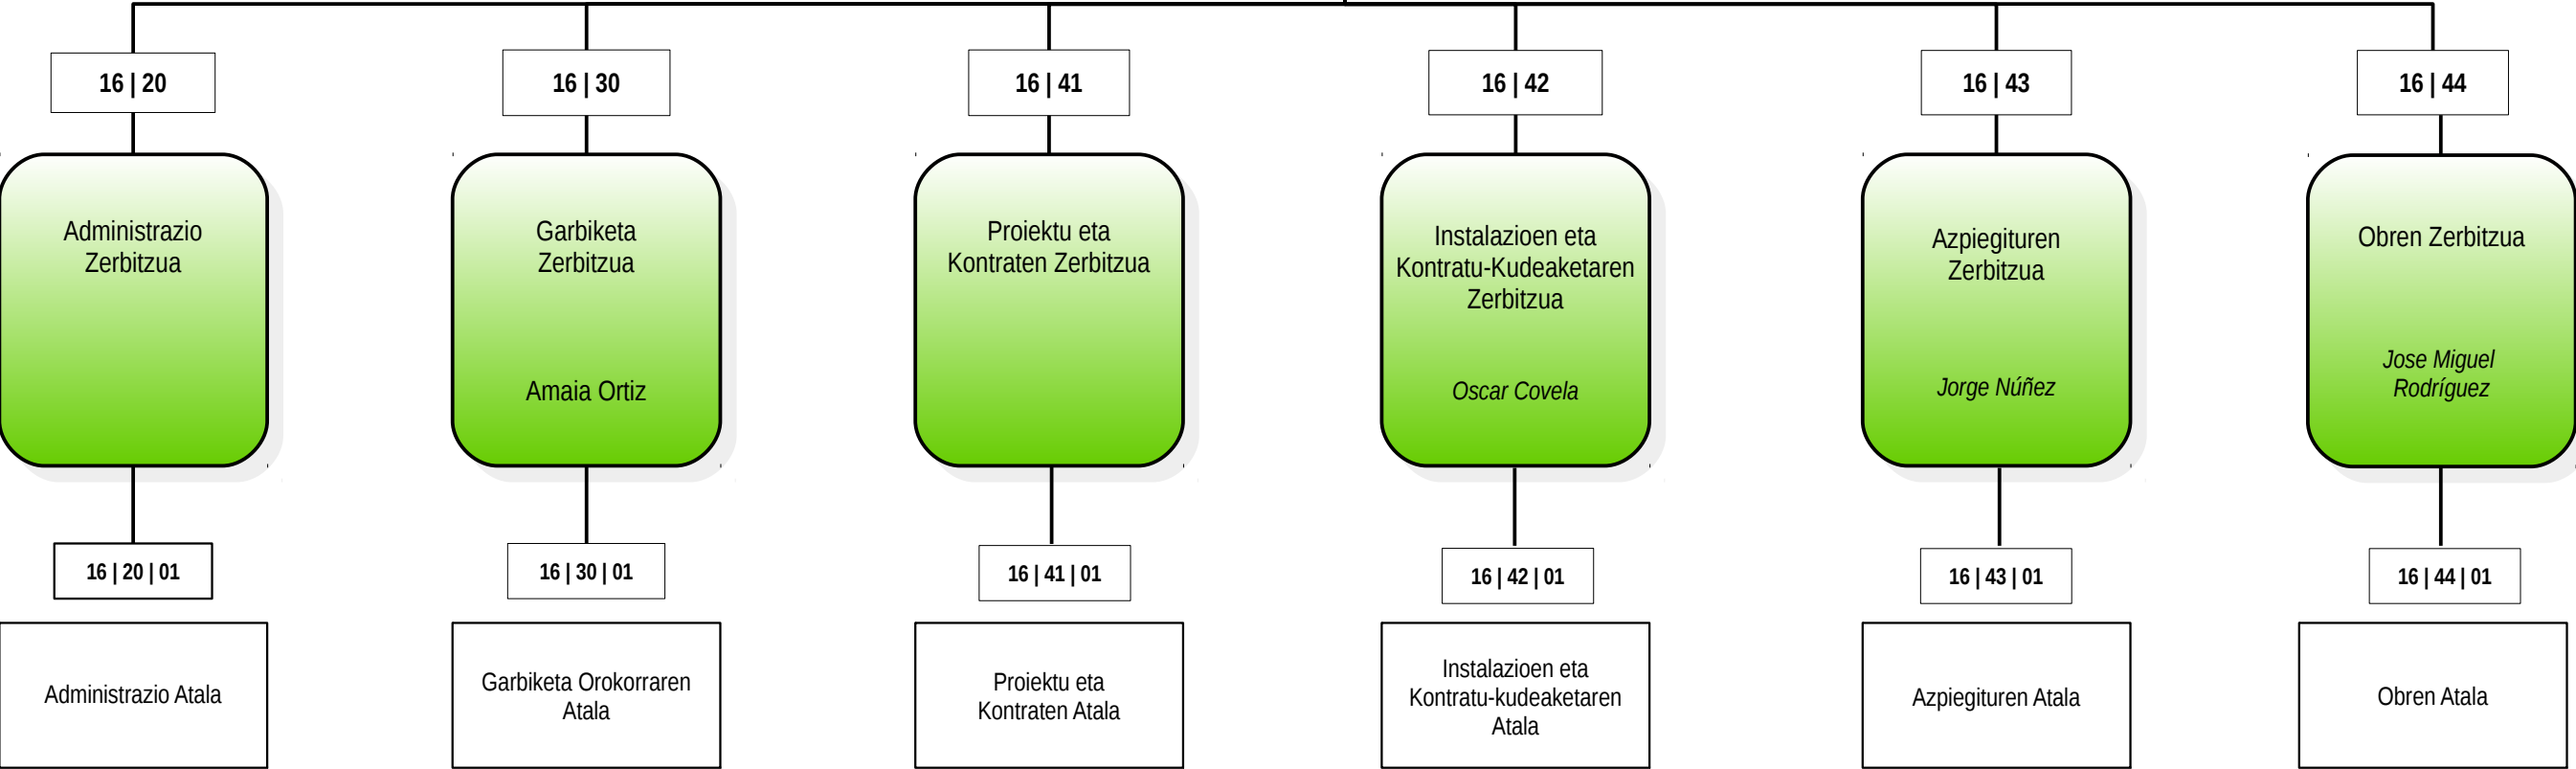 16 | 20
16 | 30
16 | 41
16 | 42
16 | 43
16 | 44
Administrazio
Zerbitzua
Garbiketa
Zerbitzua
Amaia Ortiz
Proiektu eta
Kontraten Zerbitzua
Instalazioen eta
Kontratu-Kudeaketaren
Zerbitzua
Oscar Covela
Azpiegituren
Zerbitzua
Jorge Núñez
Obren Zerbitzua
Jose Miguel
Rodríguez
16 | 20 | 01
16 | 30 | 01
16 | 41 | 01
16 | 42 | 01
16 | 43 | 01
16 | 44 | 01
Administrazio Atala
Garbiketa Orokorraren
Atala
Proiektu eta
Kontraten Atala
Instalazioen eta
Kontratu-kudeaketaren
Atala
Azpiegituren Atala
Obren Atala